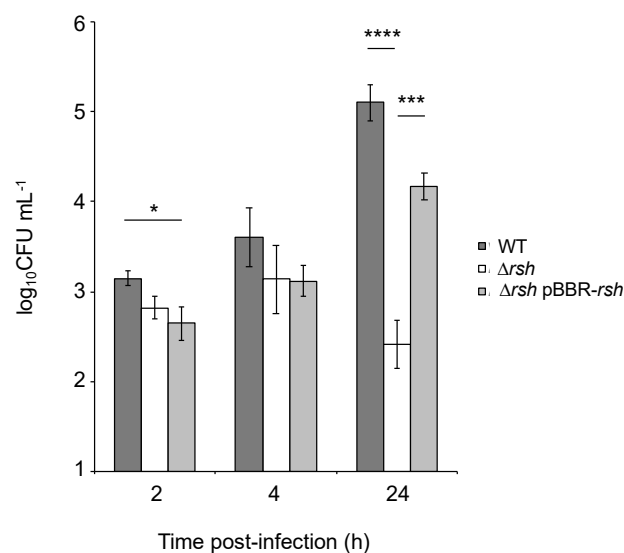 6
5
4
3
2
1
log₁₀CFU mL⁻¹
*
****
***
WT
Δrsh
Δrsh pBBR-rsh
2 4 24
Time post-infection (h)